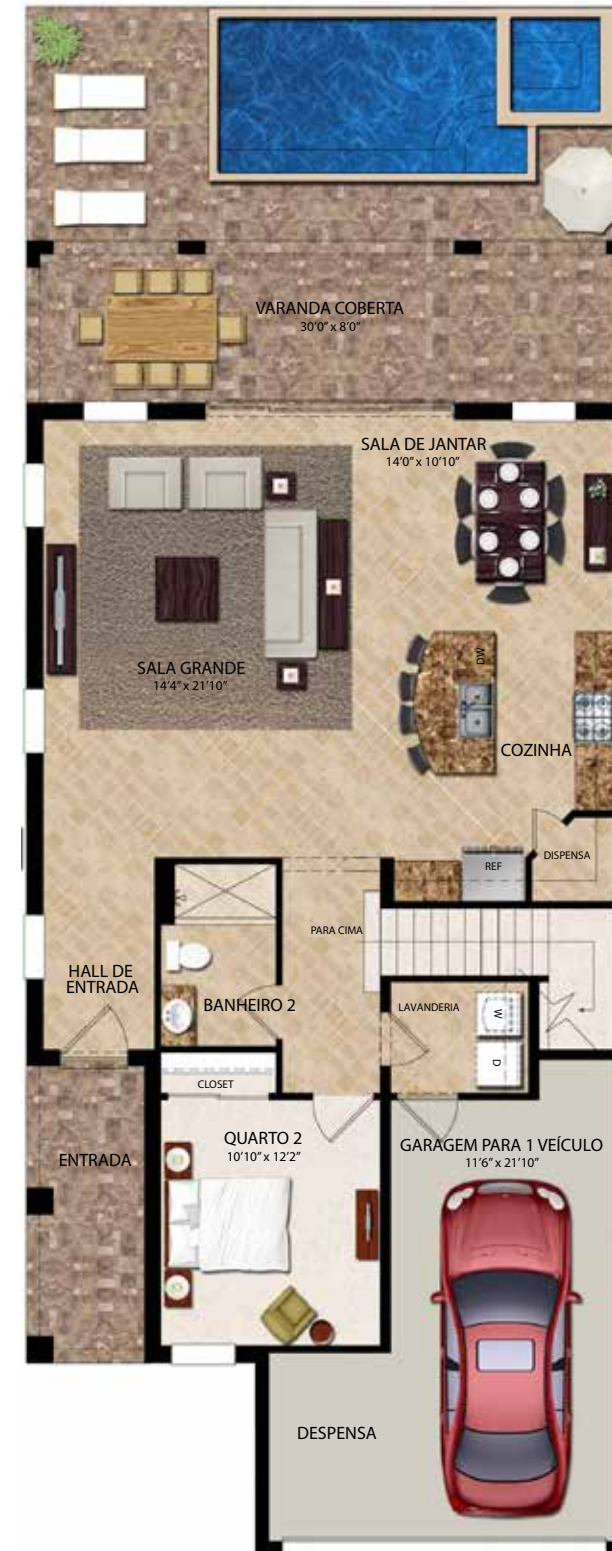 VARANDA COBERTA
30'0" x 8'0"
SALA DE JANTAR
14'0" x 10'10"
DW
SALA GRANDE
14'4" x 21'10"
COZINHA
REF
DISPENSA
PARA CIMA
HALL DE
ENTRADA
BANHEIRO 2
LAVANDERIA
W
D
CLOSET
QUARTO 2
10'10" x 12'2"
ENTRADA
GARAGEM PARA 1 VEÍCULO
11'6" x 21'10"
DESPENSA